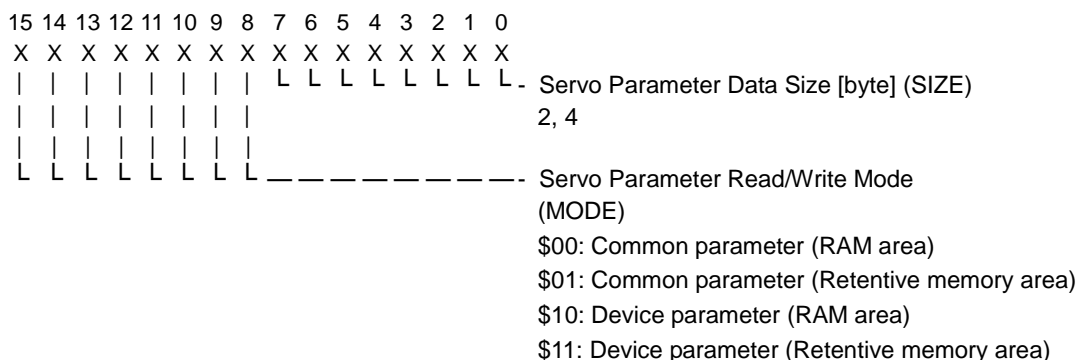 15 14 13 12 11 10 9 8 7 6 5 4 3 2 1 0
X X X X X X X X X X X X X X X X
| | | | | | | | L L L L L L L L - Servo Parameter Data Size [byte] (SIZE)
| | | | | | | | 2, 4
| | | | | | | |
L L L L L L L L — — — — — — — — - Servo Parameter Read/Write Mode
(MODE)
$00: Common parameter (RAM area)
$01: Common parameter (Retentive memory area)
$10: Device parameter (RAM area)
$11: Device parameter (Retentive memory area)